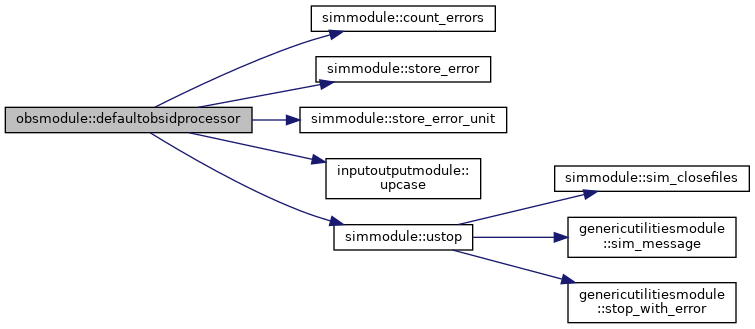 simmodule::count_errors
simmodule::store_error
obsmodule::defaultobsidprocessor
simmodule::store_error_unit
inputoutputmodule::
upcase
simmodule::ustop
simmodule::sim_closefiles
genericutilitiesmodule
::sim_message
genericutilitiesmodule
::stop_with_error